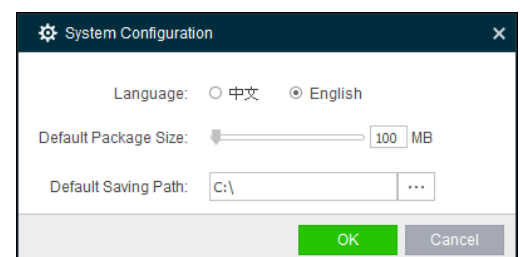 System Configuration
Language: 中文 English
Default Package Size: 100 MB
Default Saving Path: C:\ ...
OK Cancel